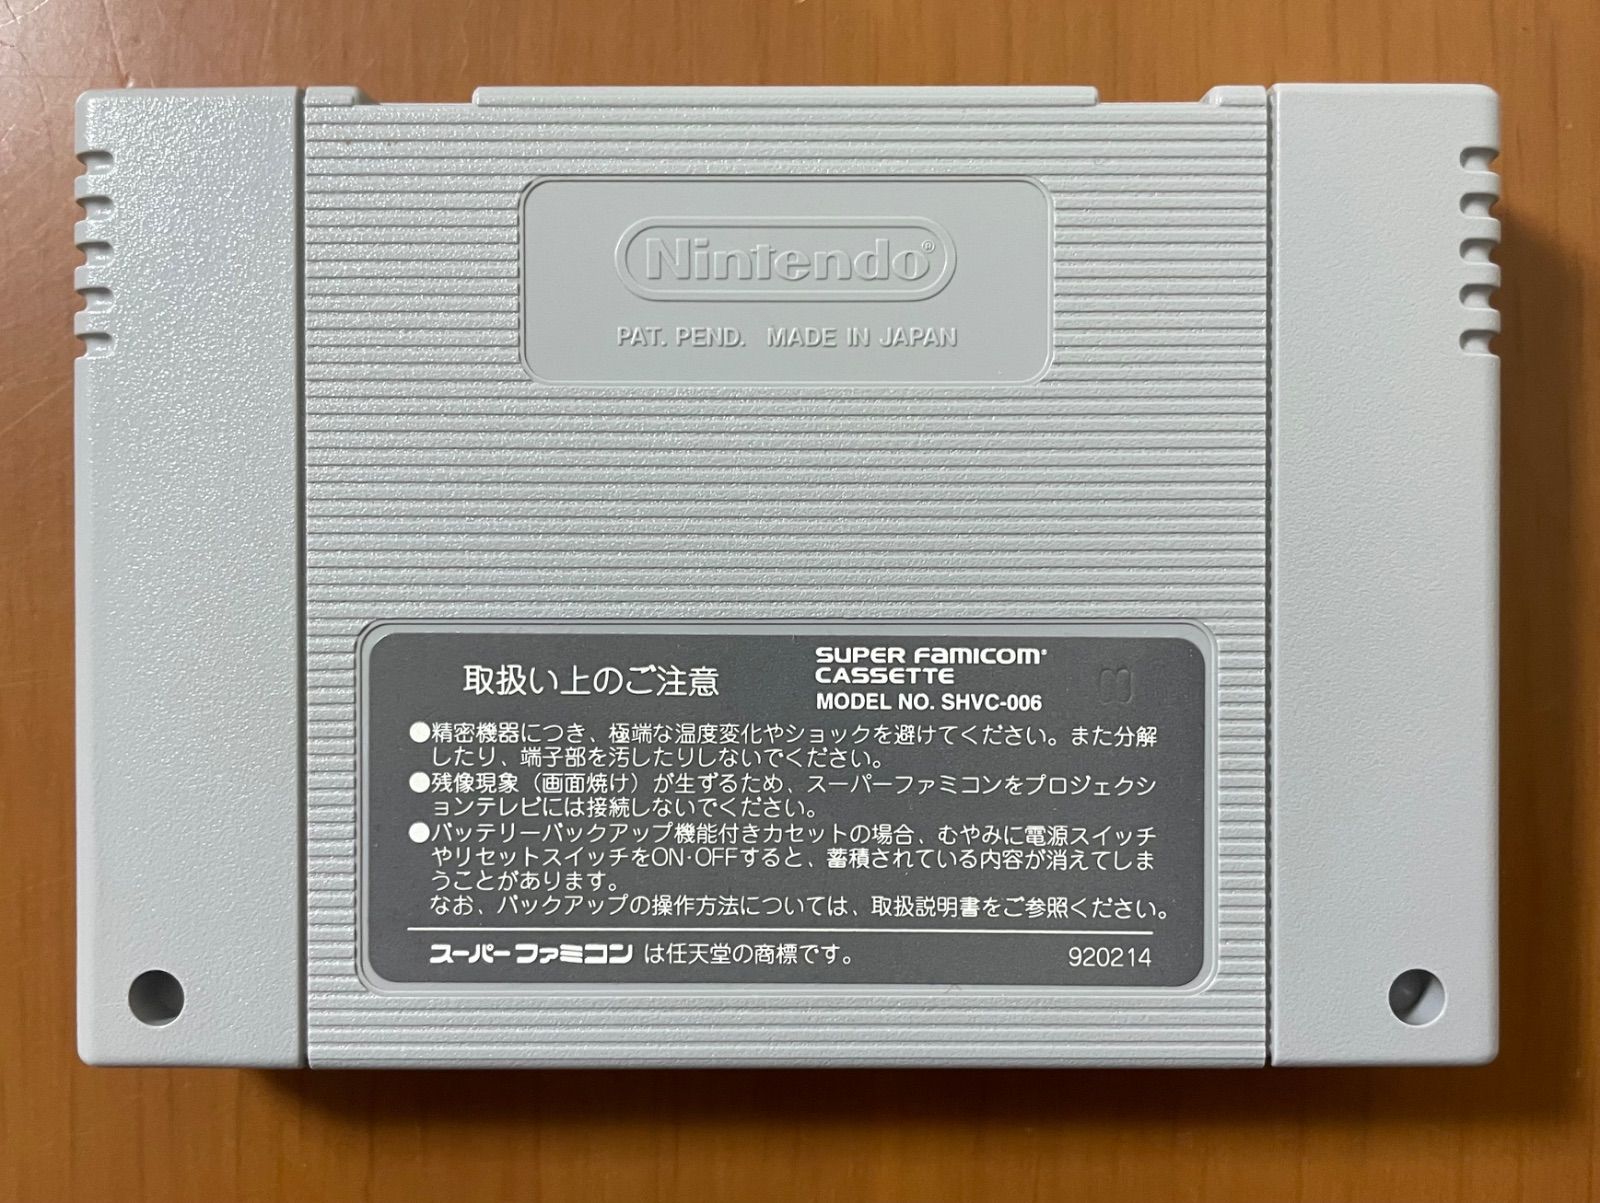 Nintendo®
PAT. PEND. MADE IN JAPAN
取扱い上のご注意
SUPER FAMICOM®
CASSETTE
MODEL NO. SHVC-006
●精密機器につき、極端な温度変化やショックを避けてください。また分解
したり、端子部を汚したりしないでください。
●残像現象（画面焼け）が生ずるため、スーパーファミコンをプロジェクシ
ョンテレビには接続しないでください。
●バッテリーバックアップ機能付きカセットの場合、むやみに電源スイッチ
やリセットスイッチをON·OFFすると、蓄積されている内容が消えてしま
うことがあります。
なお、バックアップの操作方法については、取扱説明書をご参照ください。
スーパーファミコン は任天堂の商標です。
920214